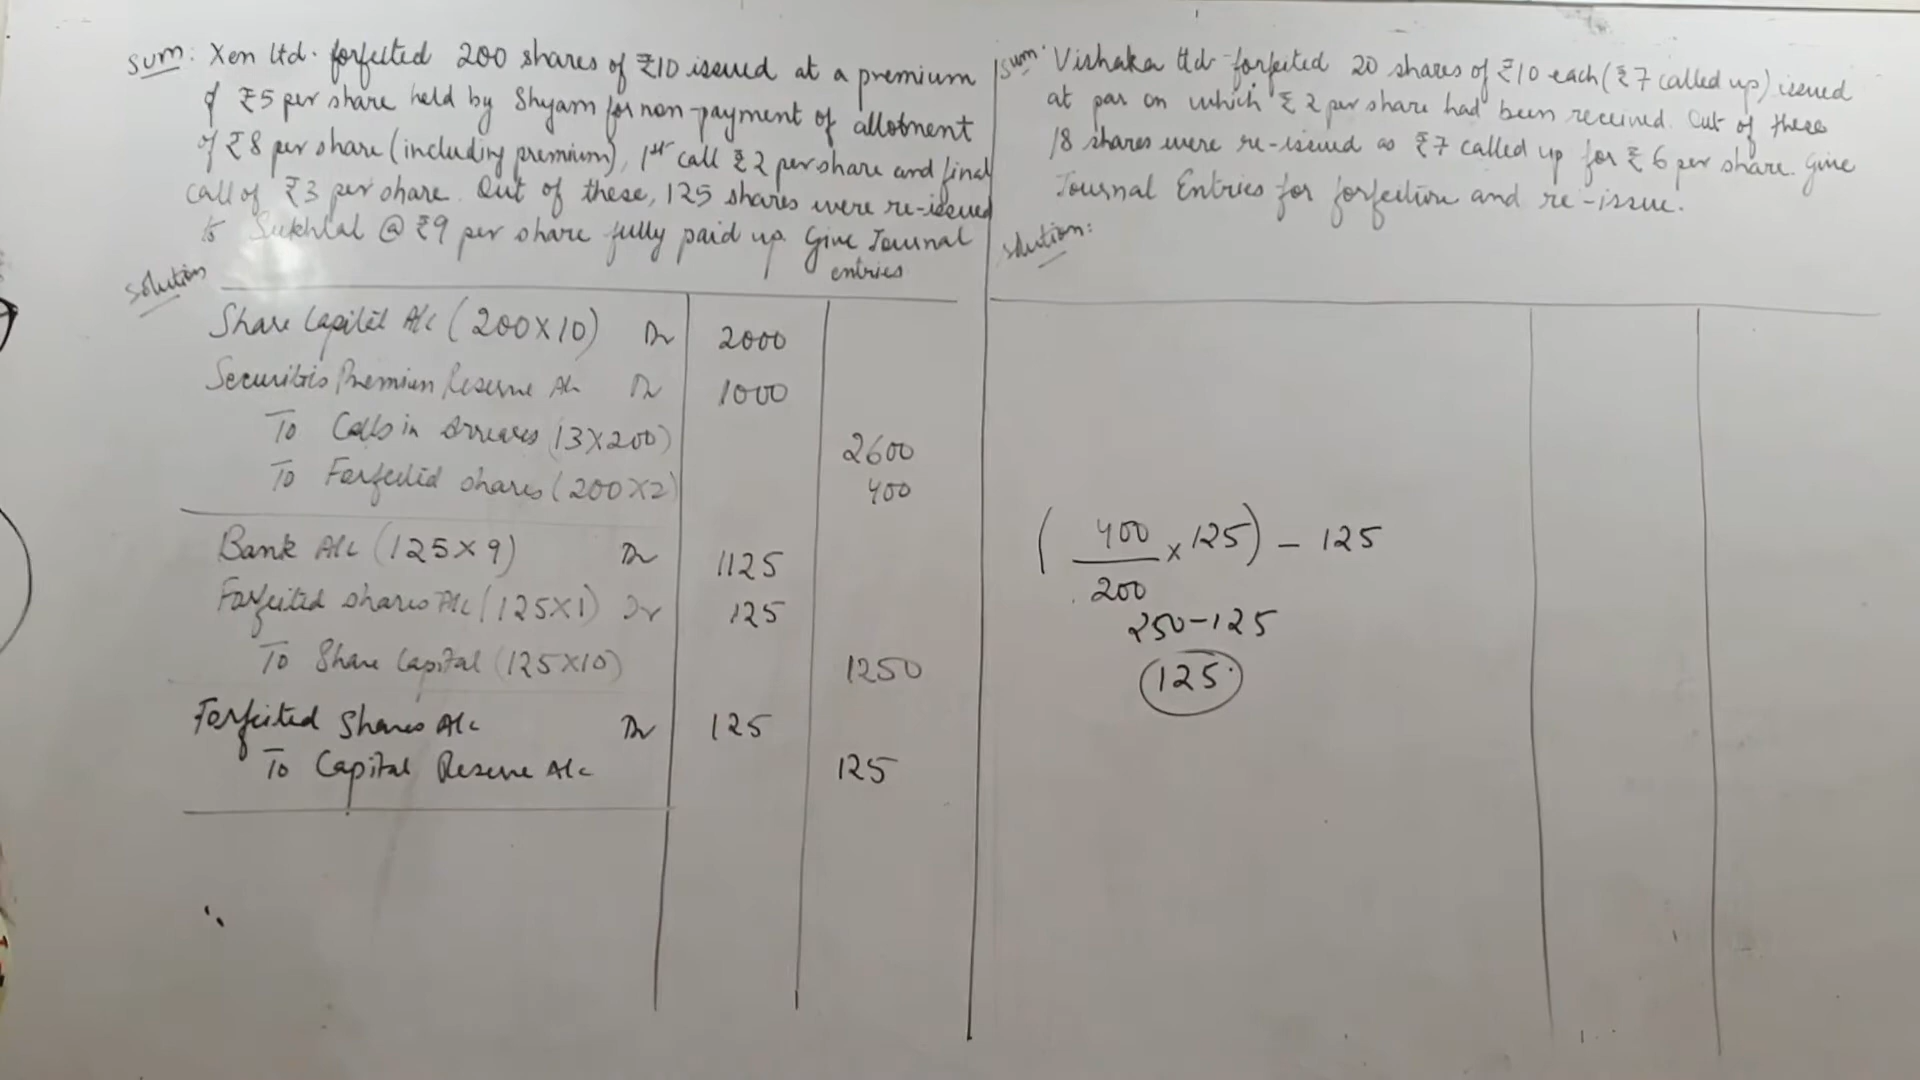 Sum: Xen Ltd. forfeited 200 shares of ₹10 issued at a premium
of ₹5 per share held by Shyam for non-payment of allotment
of ₹8 per share (including premium), 1st call ₹2 per share and final
call of ₹3 per share. Out of these, 125 shares were re-issued
to Sukhlal @ ₹9 per share fully paid up. Give Journal
entries
Solution
Share Capital A/c (200×10) Dr 2000
Securities Premium Reserve A/c Dr 1000
To Calls in Arrears (13×200) 2600
To Forfeited shares (200×2) 400
Bank A/c (125×9) Dr 1125
Forfeited shares A/c (125×1) Dr 125
To Share Capital (125×10) 1250
Forfeited Shares A/c Dr 125
To Capital Reserve A/c 125
Sum: Vishaka Ltd forfeited 20 shares of ₹10 each (₹7 called up) issued
at par on which ₹2 per share had been received. Out of these
18 shares were re-issued as ₹7 called up for ₹6 per share. Give
Journal Entries for forfeiture and re-issue.
Solution:
(400/200 × 125) - 125
250-125
125